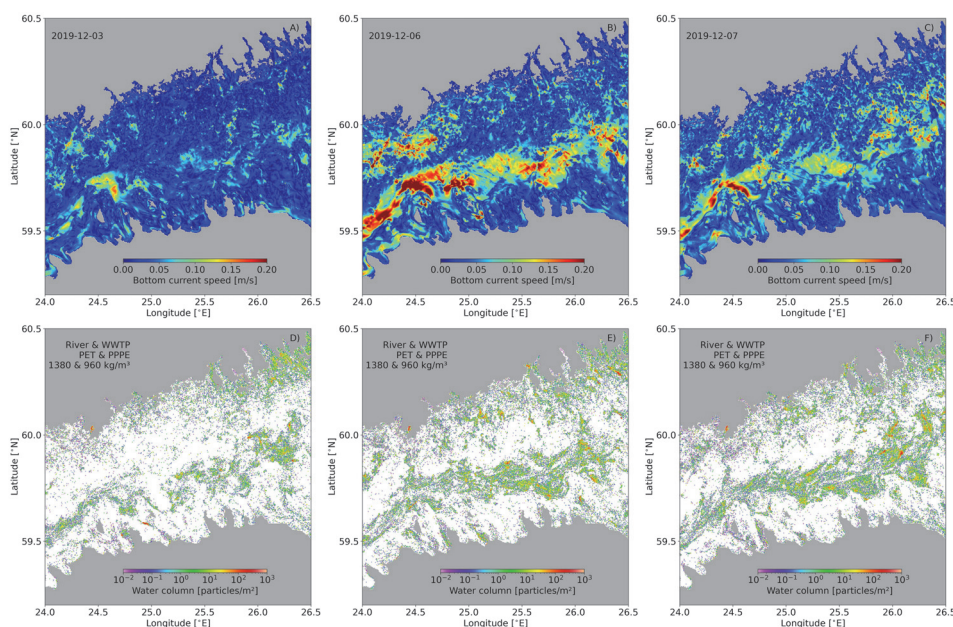 60.5
60.0
59.5
Latitude [°N]
2019-12-03
A)
0.00 0.05 0.10 0.15 0.20
Bottom current speed [m/s]
24.0 24.5 25.0 25.5 26.0 26.5
Longitude [°E]
60.5
60.0
59.5
Latitude [°N]
2019-12-06
B)
0.00 0.05 0.10 0.15 0.20
Bottom current speed [m/s]
24.0 24.5 25.0 25.5 26.0 26.5
Longitude [°E]
60.5
60.0
59.5
Latitude [°N]
2019-12-07
C)
0.00 0.05 0.10 0.15 0.20
Bottom current speed [m/s]
24.0 24.5 25.0 25.5 26.0 26.5
Longitude [°E]
60.5
60.0
59.5
Latitude [°N]
River & WWTP
D)
PET & PPPE
1380 & 960 kg/m³
10⁻² 10⁻¹ 10⁰ 10¹ 10² 10³
Water column [particles/m²]
24.0 24.5 25.0 25.5 26.0 26.5
Longitude [°E]
60.5
60.0
59.5
Latitude [°N]
River & WWTP
E)
PET & PPPE
1380 & 960 kg/m³
10⁻² 10⁻¹ 10⁰ 10¹ 10² 10³
Water column [particles/m²]
24.0 24.5 25.0 25.5 26.0 26.5
Longitude [°E]
60.5
60.0
59.5
Latitude [°N]
River & WWTP
F)
PET & PPPE
1380 & 960 kg/m³
10⁻² 10⁻¹ 10⁰ 10¹ 10² 10³
Water column [particles/m²]
24.0 24.5 25.0 25.5 26.0 26.5
Longitude [°E]